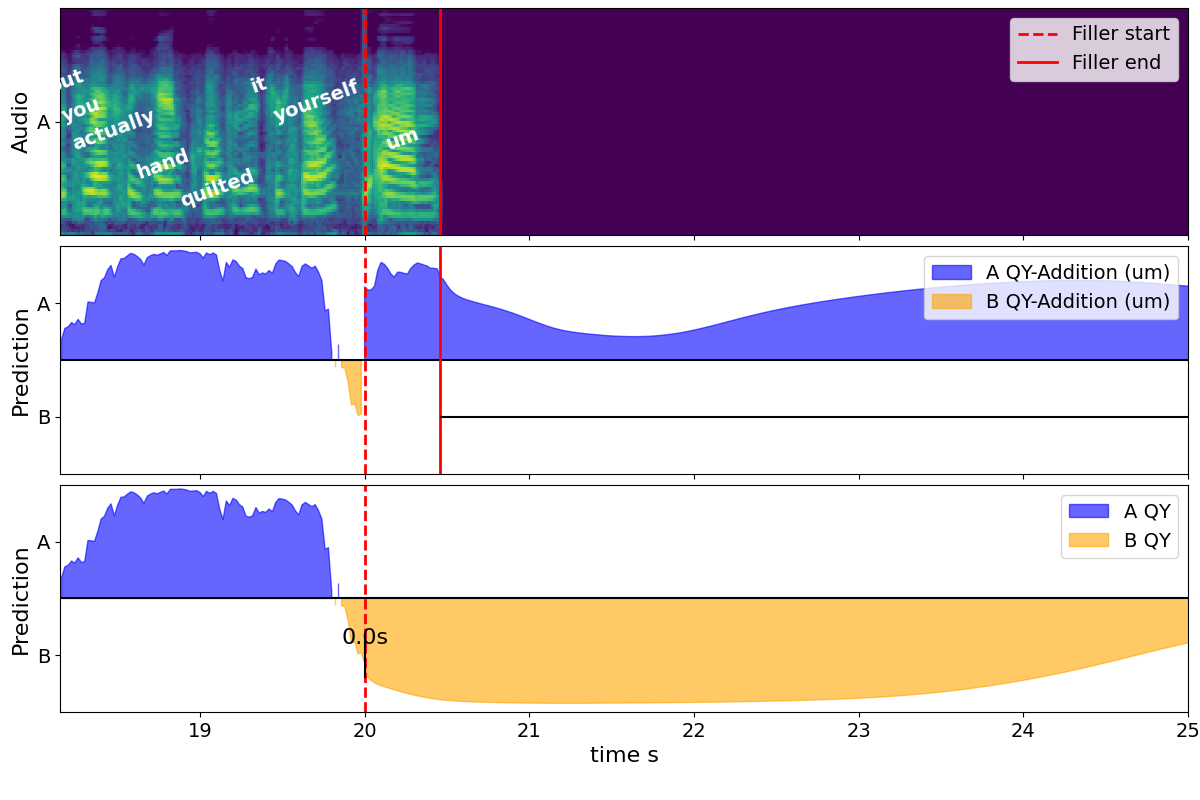 Audio
A
but
you
actually
hand
quilted
it
yourself
um
Filler start
Filler end
Prediction
A
B
A QY-Addition (um)
B QY-Addition (um)
Prediction
A
B
A QY
B QY
0.0s
19 20 21 22 23 24 25
time s